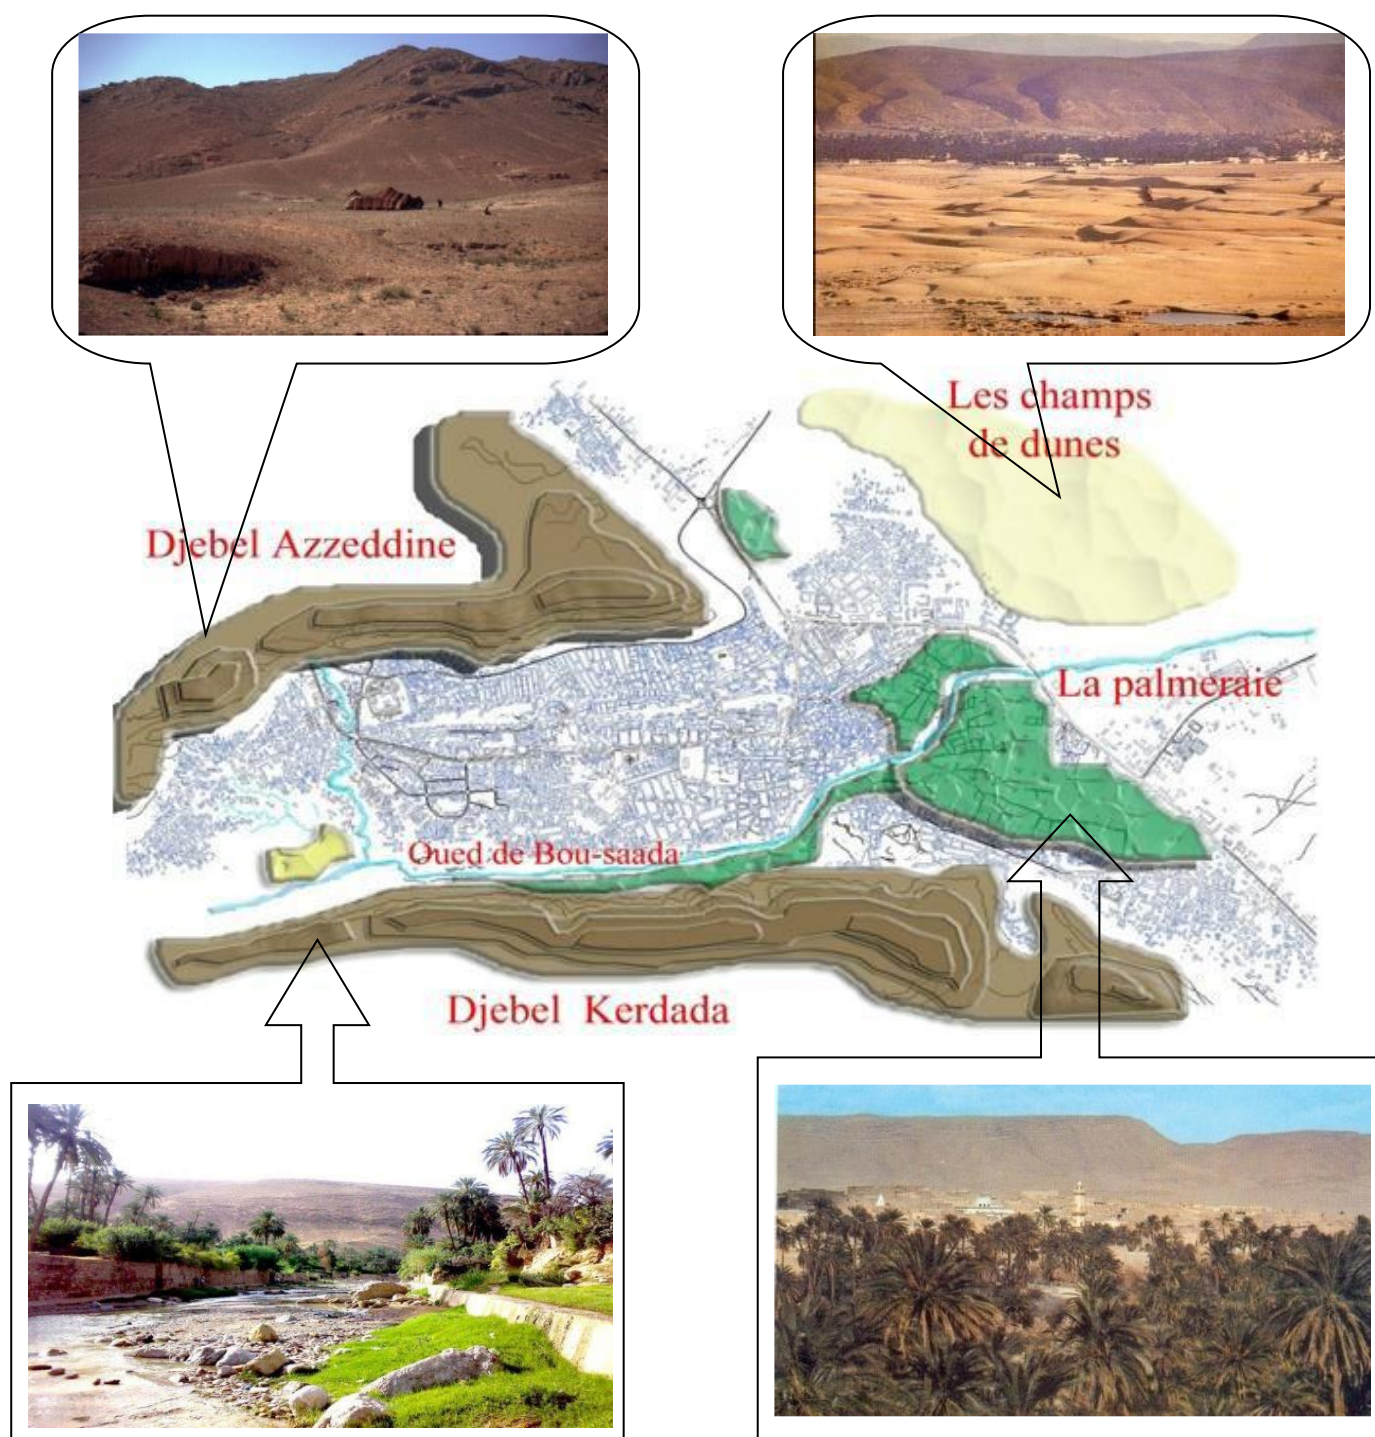 Les champs
de dunes
Djebel Azzeddine
La palmeraie
Oued de Bou-saada
Djebel Kerdada